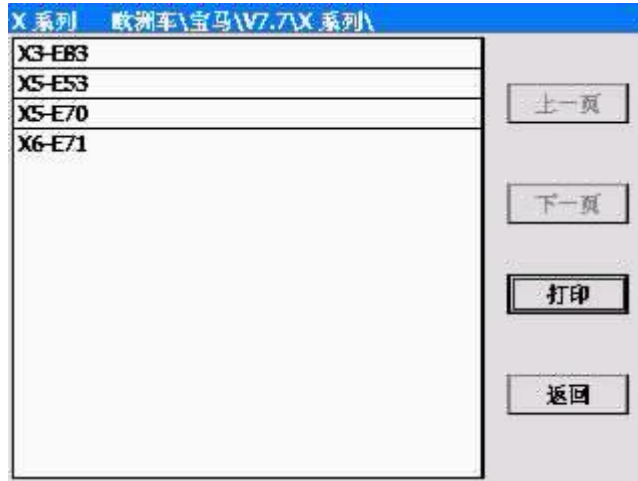 X 系列 欧洲车\宝马\V7.7\X 系列\
X3-E83
X5-E53
X5-E70
X6-E71
上一页
下一页
打印
返回